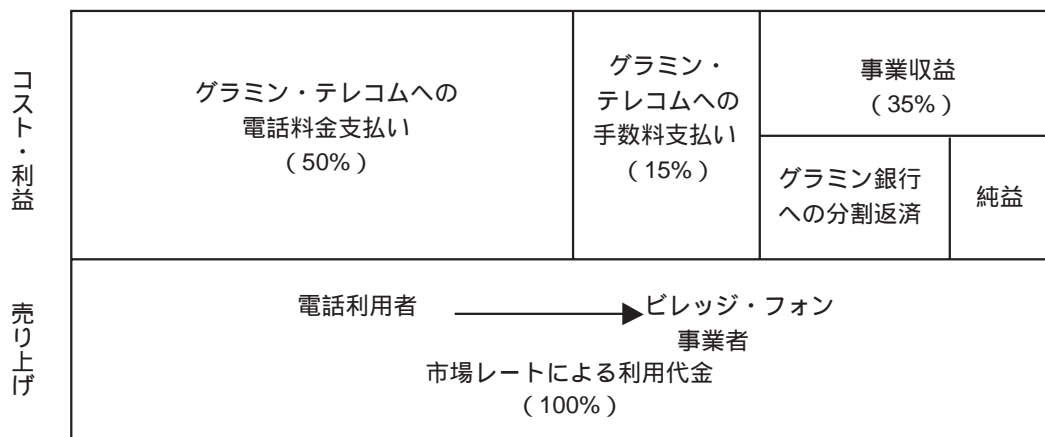 コスト・利益
グラミン・テレコムへの
電話料金支払い
（50%）
グラミン・
テレコムへの
手数料支払い
（15%）
事業収益
（35%）
グラミン銀行
への分割返済
純益
売り上げ
電話利用者
ビレッジ・フォン
事業者
市場レートによる利用代金
（100%）